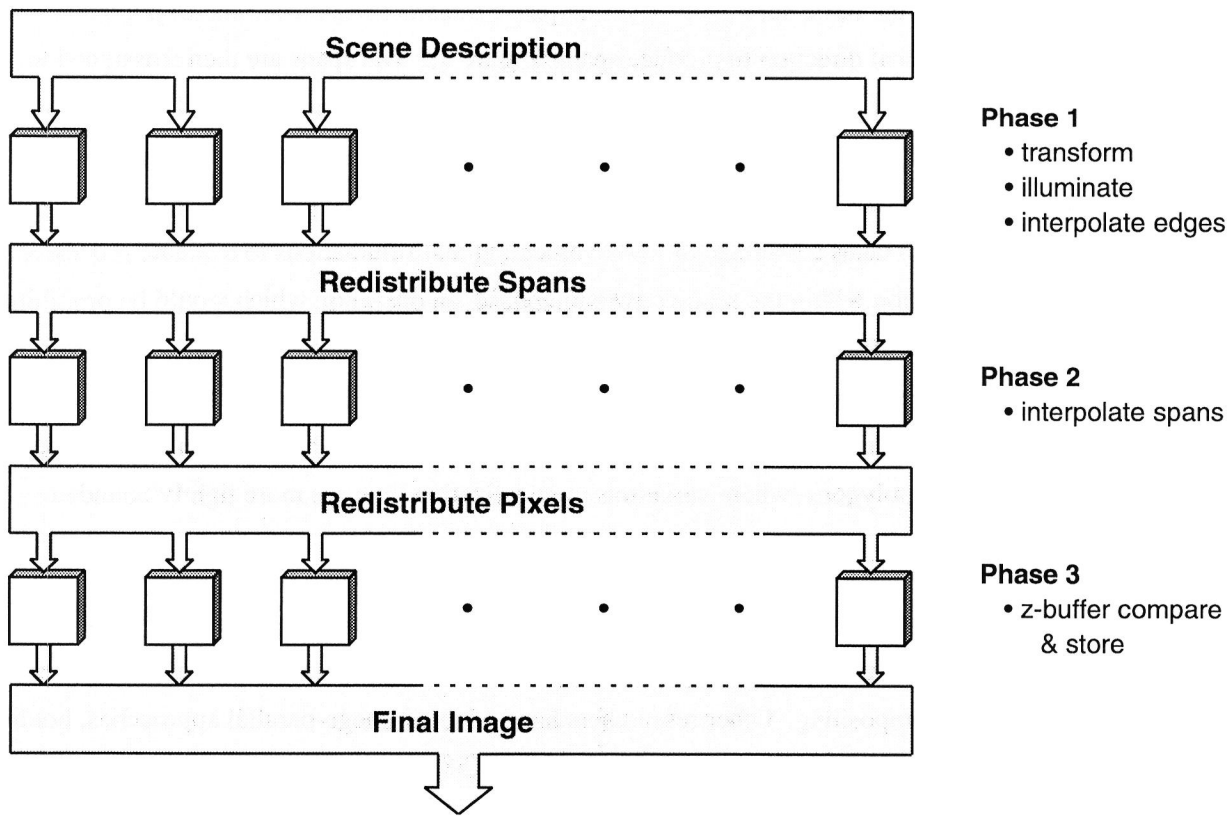 Scene Description
Phase 1
• transform
• illuminate
• interpolate edges
Redistribute Spans
Phase 2
• interpolate spans
Redistribute Pixels
Phase 3
• z-buffer compare
& store
Final Image